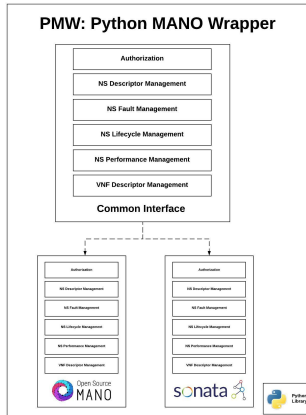 PMW: Python MANO Wrapper
Authorization
NS Descriptor Management
NS Fault Management
NS Lifecycle Management
NS Performance Management
VNF Descriptor Management
Common Interface
Authorization
NS Descriptor Management
NS Fault Management
NS Lifecycle Management
NS Performance Management
VNF Descriptor Management
Open Source
MANO
Authorization
NS Descriptor Management
NS Fault Management
NS Lifecycle Management
NS Performance Management
VNF Descriptor Management
sonata
Python
Library